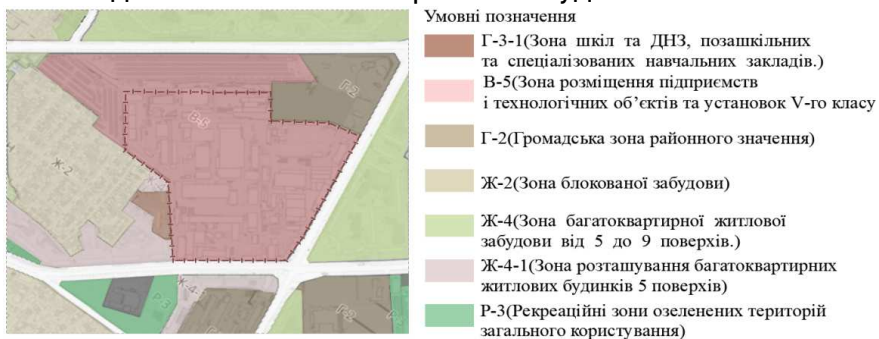 Умовні позначення
Г-3-1(Зона шкіл та ДНЗ, позашкільних
та спеціалізованих навчальних закладів.)
В-5(Зона розміщення підприємств
і технологічних об’єктів та установок V-го класу
Г-2(Громадська зона районного значення)
Ж-2(Зона блокованої забудови)
Ж-4(Зона багатоквартирної житлової
забудови від 5 до 9 поверхів.)
Ж-4-1(Зона розташування багатоквартирних
житлових будинків 5 поверхів)
Р-3(Рекреаційні зони озеленених територій
загального користування)
Г-2
В-5
Ж-2
Р-3
Г-2